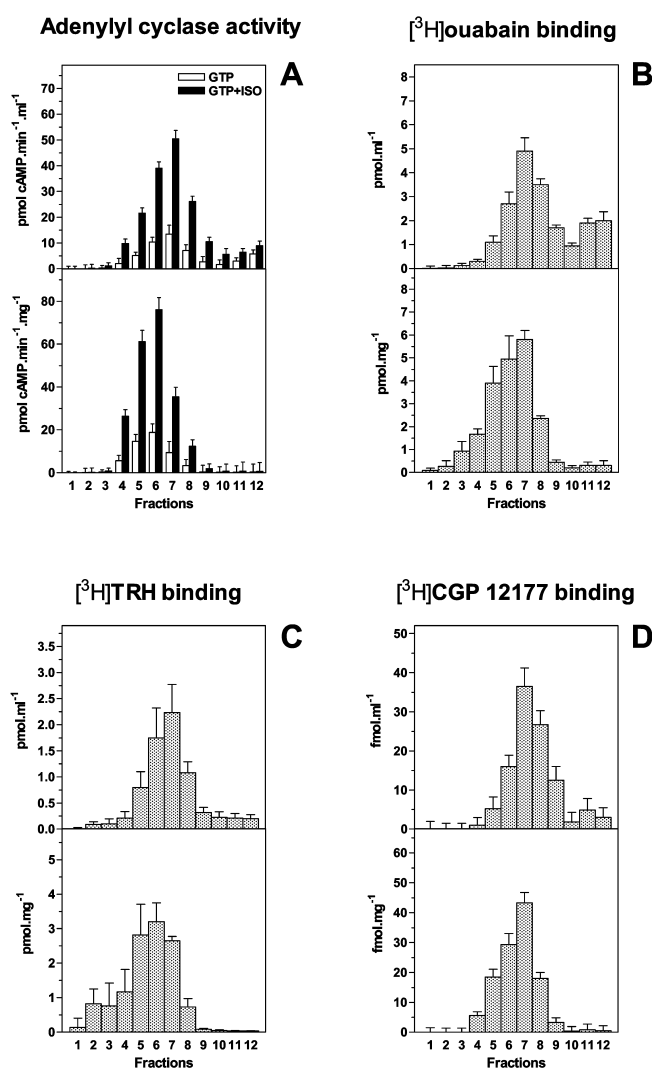 Adenylyl cyclase activity
A
GTP
GTP+ISO
70
60
50
40
30
20
10
0
pmol cAMP.min⁻¹.ml⁻¹
80
60
40
20
0
pmol cAMP.min⁻¹.mg⁻¹
1 2 3 4 5 6 7 8 9 10 11 12
Fractions
[³H]ouabain binding
B
8
7
6
5
4
3
2
1
0
pmol.ml⁻¹
8
7
6
5
4
3
2
1
0
pmol.mg⁻¹
1 2 3 4 5 6 7 8 9 10 11 12
Fractions
[³H]TRH binding
C
3.5
3.0
2.5
2.0
1.5
1.0
0.5
0.0
pmol.ml⁻¹
5
4
3
2
1
0
pmol.mg⁻¹
1 2 3 4 5 6 7 8 9 10 11 12
Fractions
[³H]CGP 12177 binding
D
50
40
30
20
10
0
fmol.ml⁻¹
60
50
40
30
20
10
0
fmol.mg⁻¹
1 2 3 4 5 6 7 8 9 10 11 12
Fractions